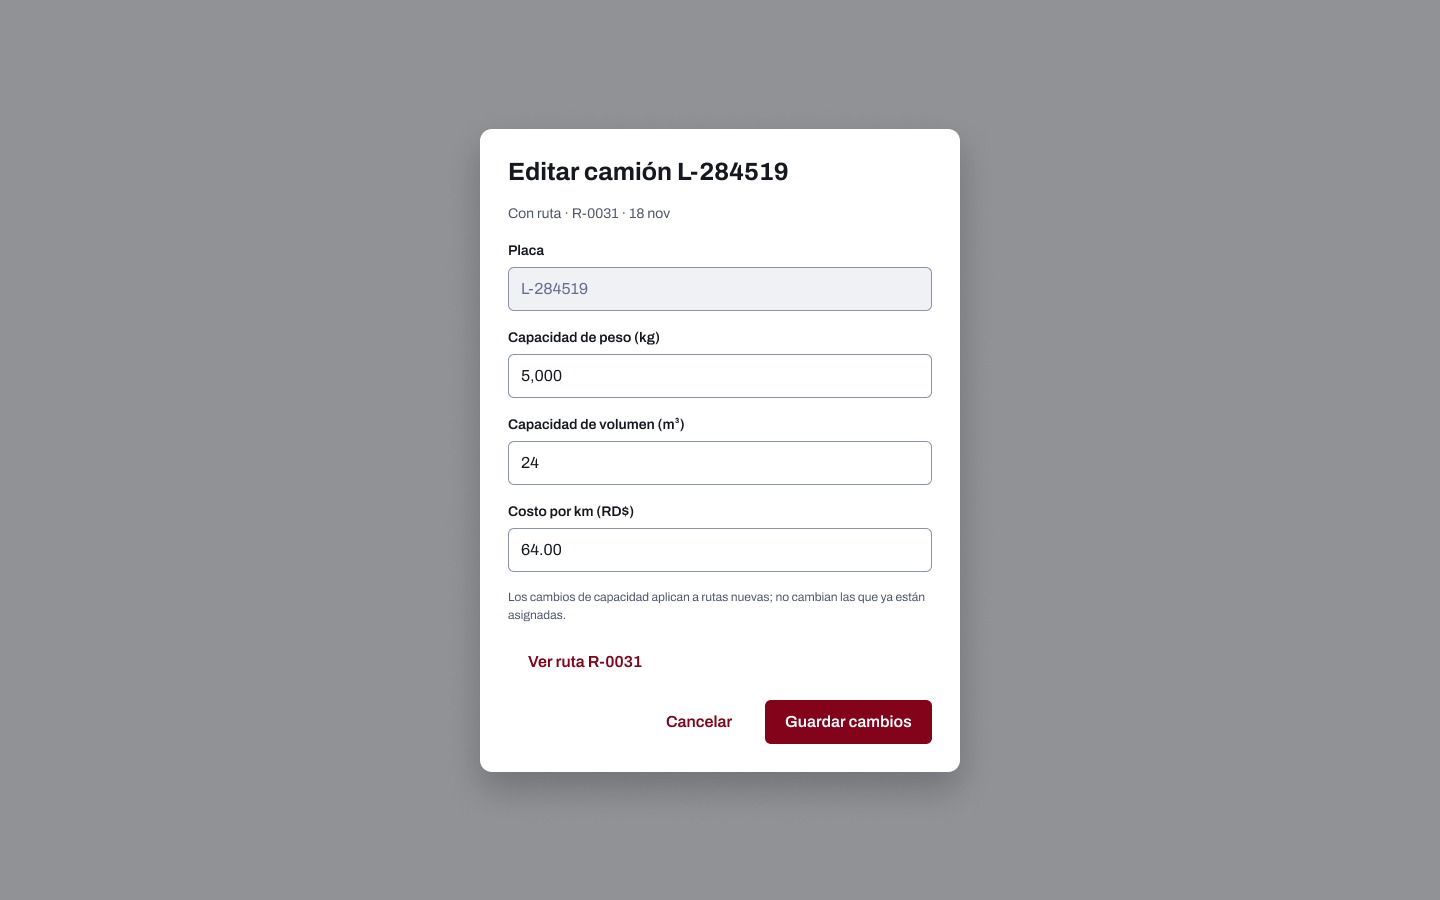 Editar camión L-284519
Con ruta · R-0031 · 18 nov
Placa
L-284519
Capacidad de peso (kg)
5,000
Capacidad de volumen (m³)
24
Costo por km (RD$)
64.00
Los cambios de capacidad aplican a rutas nuevas; no cambian las que ya están
asignadas.
Ver ruta R-0031
Cancelar
Guardar cambios